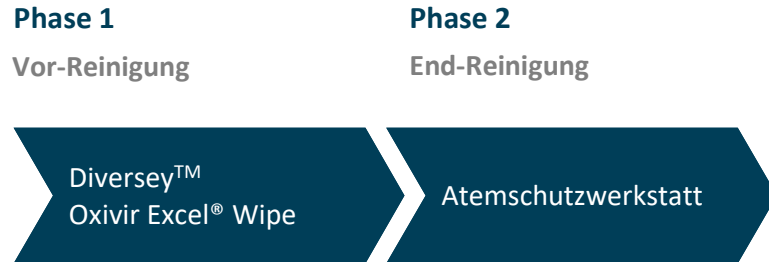 Phase 1
Vor-Reinigung
Phase 2
End-Reinigung
Diversey™
Oxivir Excel® Wipe
Atemschutzwerkstatt